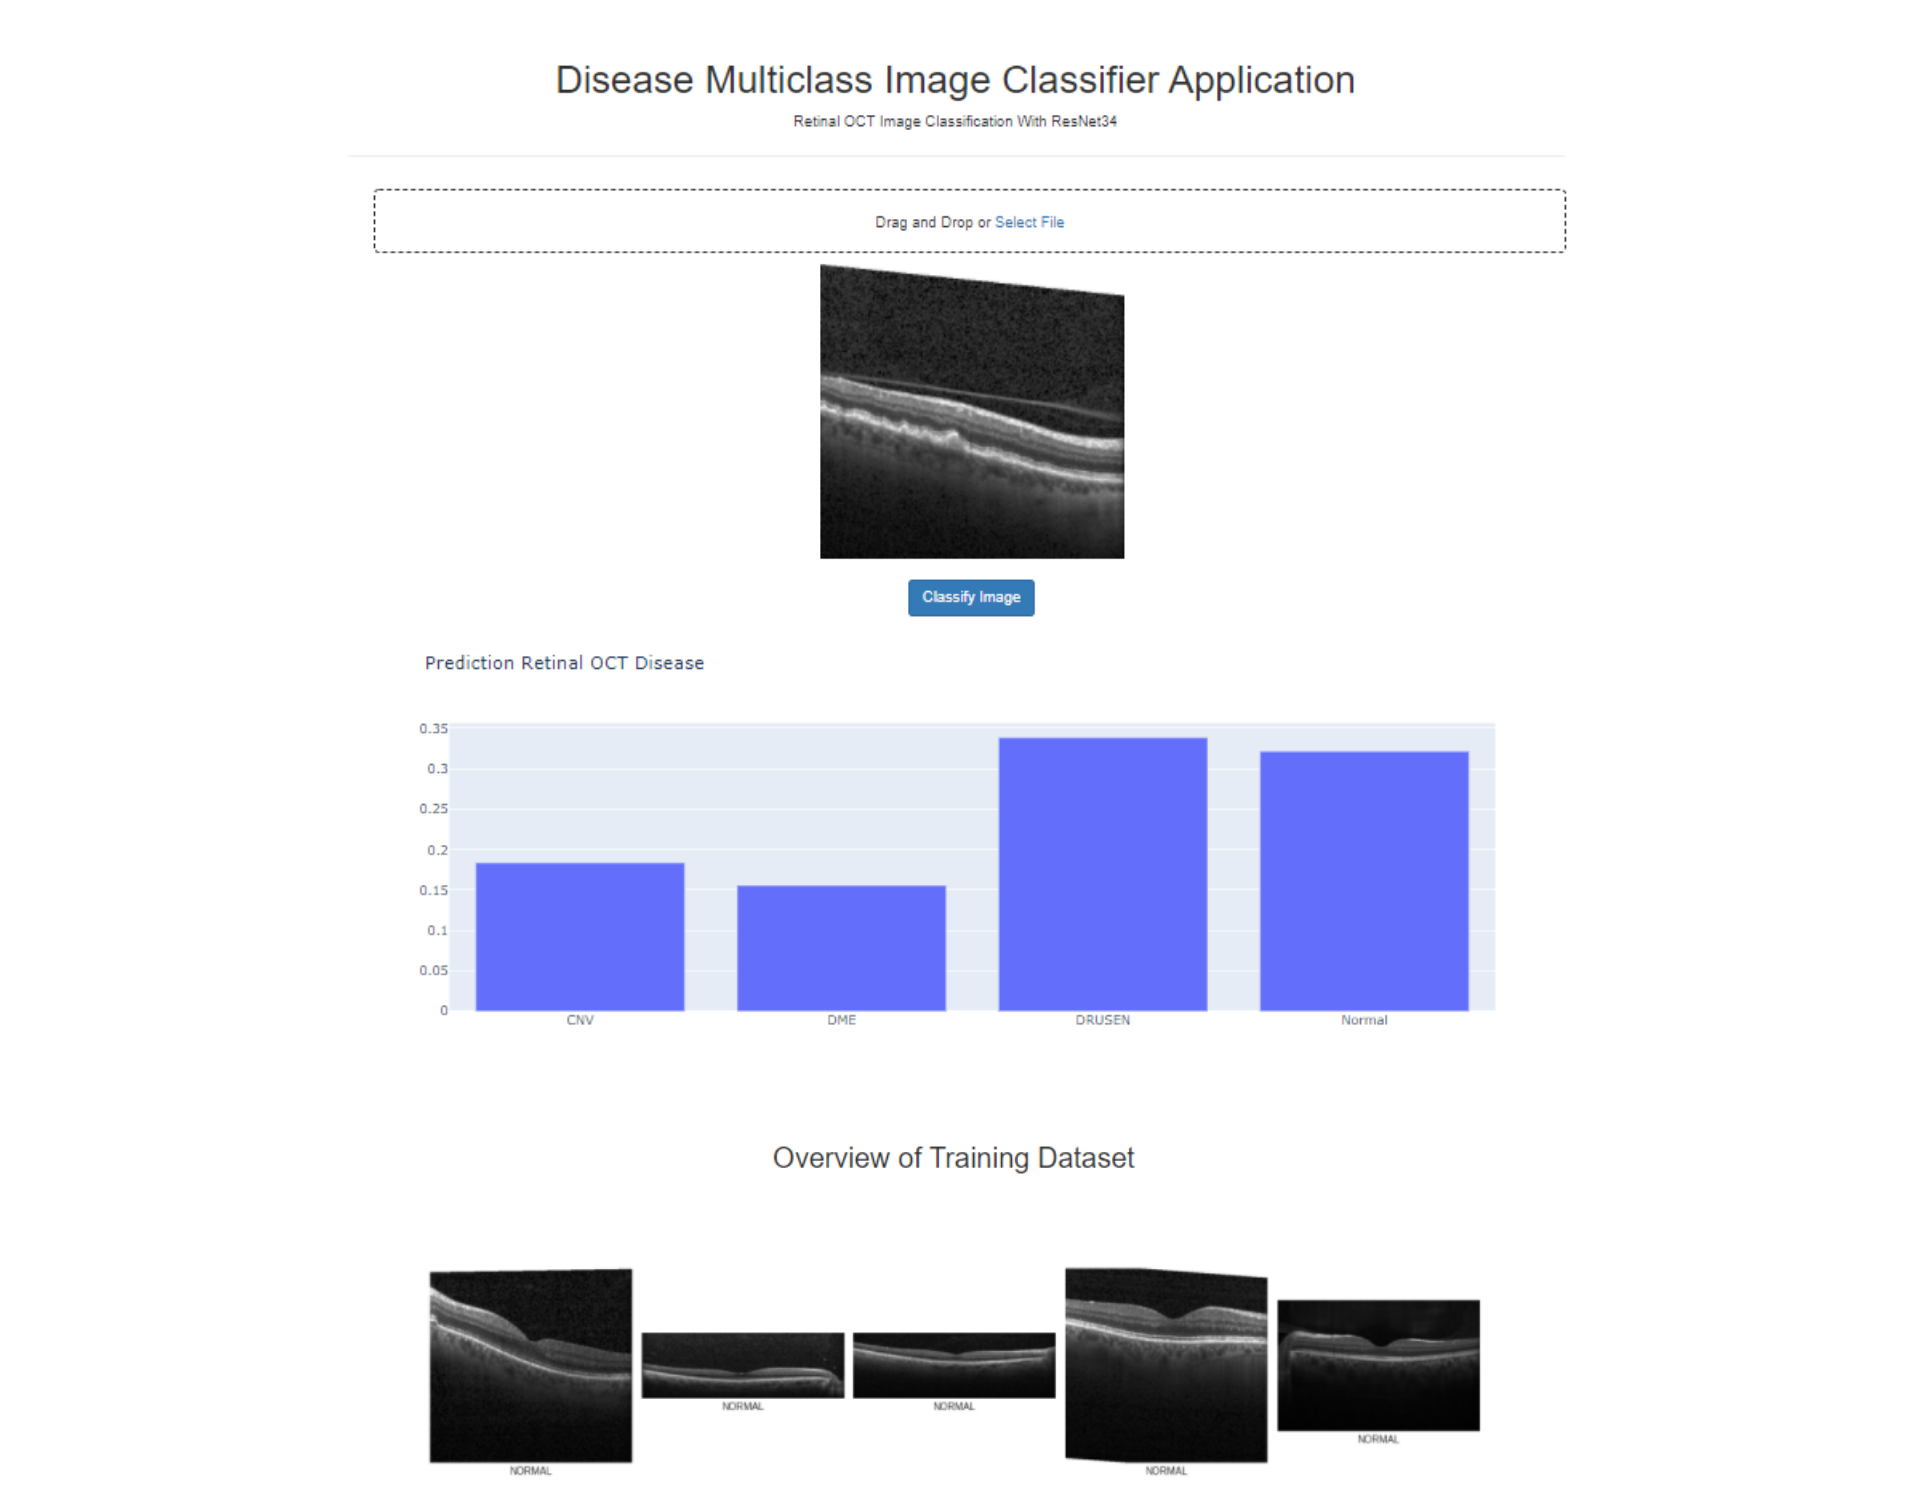 Disease Multiclass Image Classifier Application
Retinal OCT Image Classification With ResNet34
Drag and Drop or Select File
Classify Image
Prediction Retinal OCT Disease
0.35
0.3
0.25
0.2
0.15
0.1
0.05
0
CNV DME DRUSEN Normal
Overview of Training Dataset
NORMAL
NORMAL
NORMAL
NORMAL
NORMAL